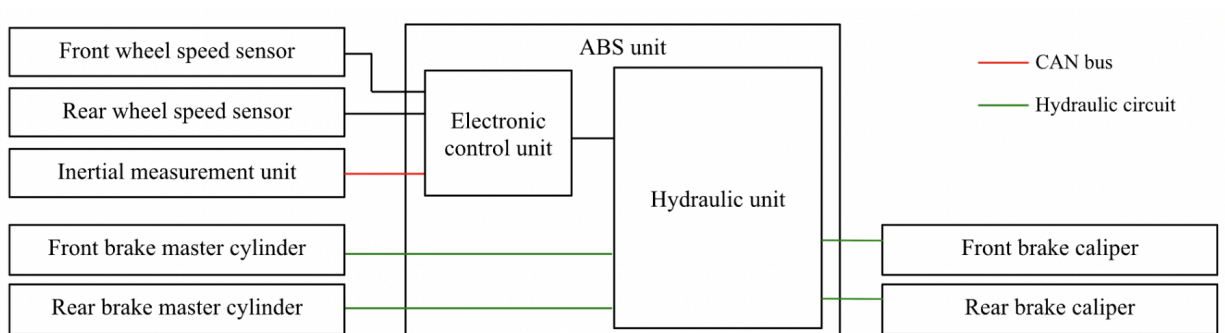 Front wheel speed sensor
Rear wheel speed sensor
Inertial measurement unit
Front brake master cylinder
Rear brake master cylinder
ABS unit
Electronic
control unit
Hydraulic unit
CAN bus
Hydraulic circuit
Front brake caliper
Rear brake caliper